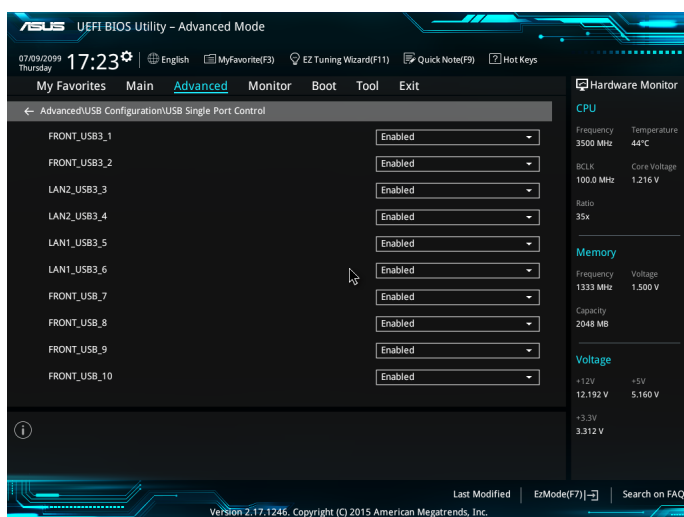 ASUS UEFI BIOS Utility – Advanced Mode
07/09/2099 Thursday 17:23 English MyFavorite(F3) EZ Tuning Wizard(F11) Quick Note(F9) ? Hot Keys
My Favorites Main Advanced Monitor Boot Tool Exit
Hardware Monitor
← Advanced\USB Configuration\USB Single Port Control
FRONT_USB3_1 Enabled
FRONT_USB3_2 Enabled
LAN2_USB3_3 Enabled
LAN2_USB3_4 Enabled
LAN1_USB3_5 Enabled
LAN1_USB3_6 Enabled
FRONT_USB_7 Enabled
FRONT_USB_8 Enabled
FRONT_USB_9 Enabled
FRONT_USB_10 Enabled
CPU
Frequency Temperature
3500 MHz 44°C
BCLK Core Voltage
100.0 MHz 1.216 V
Ratio
35x
Memory
Frequency Voltage
1333 MHz 1.500 V
Capacity
2048 MB
Voltage
+12V +5V
12.192 V 5.160 V
+3.3V
3.312 V
Last Modified EzMode(F7) Search on FAQ
Version 2.17.1246. Copyright (C) 2015 American Megatrends, Inc.